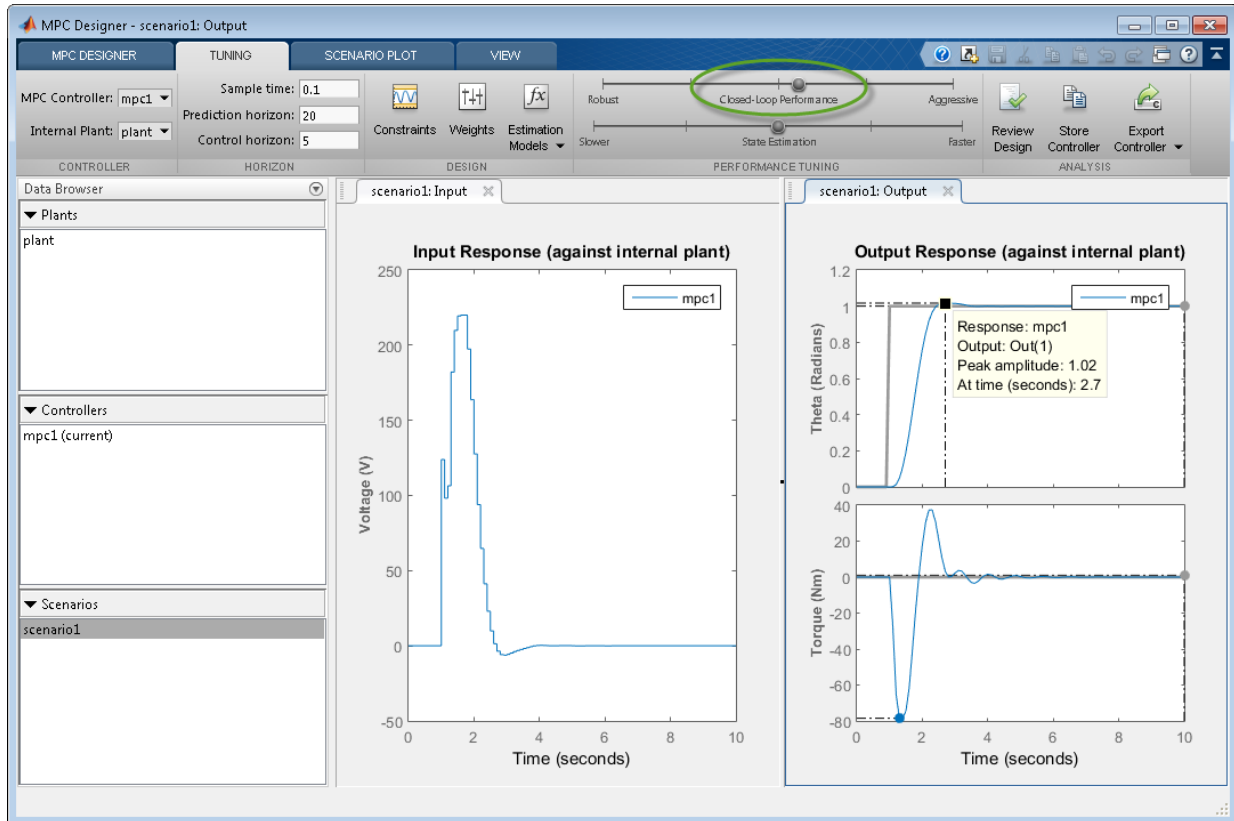 MPC Designer - scenario1: Output
MPC DESIGNER
TUNING
SCENARIO PLOT
VIEW
MPC Controller: mpc1
Internal Plant: plant
CONTROLLER
Sample time: 0.1
Prediction horizon: 20
Control horizon: 5
HORIZON
Constraints
Weights
Estimation
Models
DESIGN
Robust
Closed-Loop Performance
Aggressive
Slower
State Estimation
Faster
PERFORMANCE TUNING
Review
Design
Store
Controller
Export
Controller
ANALYSIS
Data Browser
Plants
plant
Controllers
mpc1 (current)
Scenarios
scenario1
scenario1: Input
Input Response (against internal plant)
mpc1
250
200
150
100
50
0
-50
Voltage (V)
0 2 4 6 8 10
Time (seconds)
scenario1: Output
Output Response (against internal plant)
mpc1
1.2
1
0.8
0.6
0.4
0.2
0
Theta (Radians)
Response: mpc1
Output: Out(1)
Peak amplitude: 1.02
At time (seconds): 2.7
40
20
0
-20
-40
-60
-80
Torque (Nm)
0 2 4 6 8 10
Time (seconds)